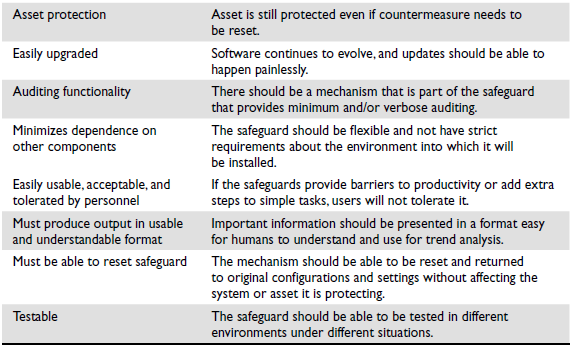 Asset protection
Asset is still protected even if countermeasure needs to
be reset.
Easily upgraded
Software continues to evolve, and updates should be able to
happen painlessly.
Auditing functionality
There should be a mechanism that is part of the safeguard
that provides minimum and/or verbose auditing.
Minimizes dependence on
other components
The safeguard should be flexible and not have strict
requirements about the environment into which it will
be installed.
Easily usable, acceptable, and
tolerated by personnel
If the safeguards provide barriers to productivity or add extra
steps to simple tasks, users will not tolerate it.
Must produce output in usable
and understandable format
Important information should be presented in a format easy
for humans to understand and use for trend analysis.
Must be able to reset safeguard
The mechanism should be able to be reset and returned
to original configurations and settings without affecting the
system or asset it is protecting.
Testable
The safeguard should be able to be tested in different
environments under different situations.